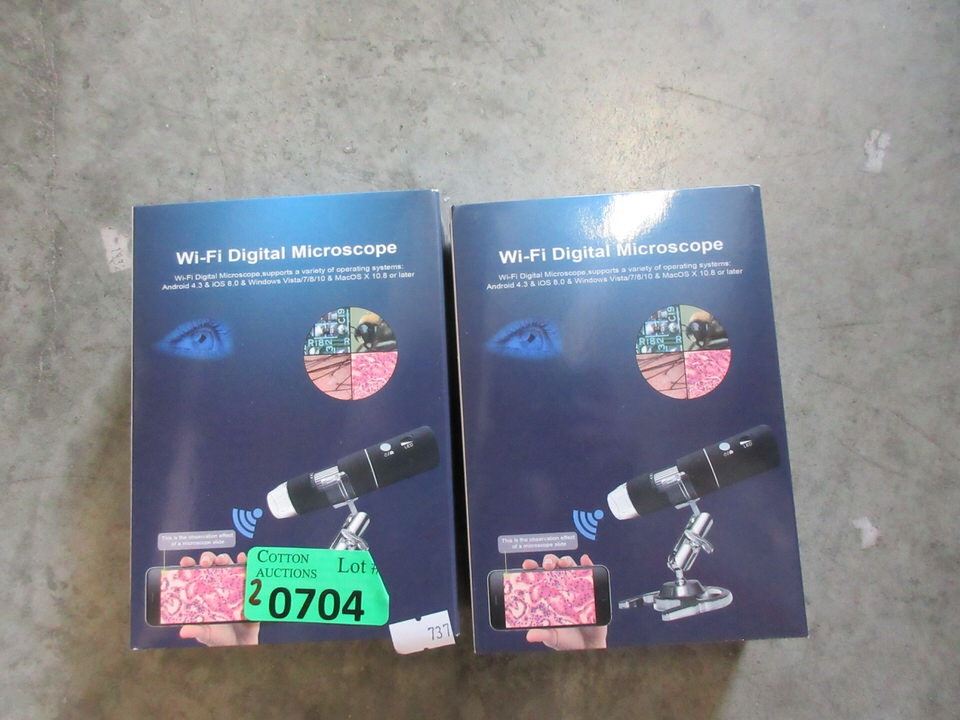 Wi-Fi Digital Microscope
Wi-Fi Digital Microscope,supports a variety of operating systems:
Android 4.3 & iOS 8.0 & Windows Vista/7/8/10 & MacOS X 10.8 or later
This is the observation effect
of a microscope slide
COTTON
AUCTIONS
Lot #
2
0704
737
Wi-Fi Digital Microscope
Wi-Fi Digital Microscope,supports a variety of operating systems:
Android 4.3 & iOS 8.0 & Windows Vista/7/8/10 & MacOS X 10.8 or later
This is the observation effect
of a microscope slide